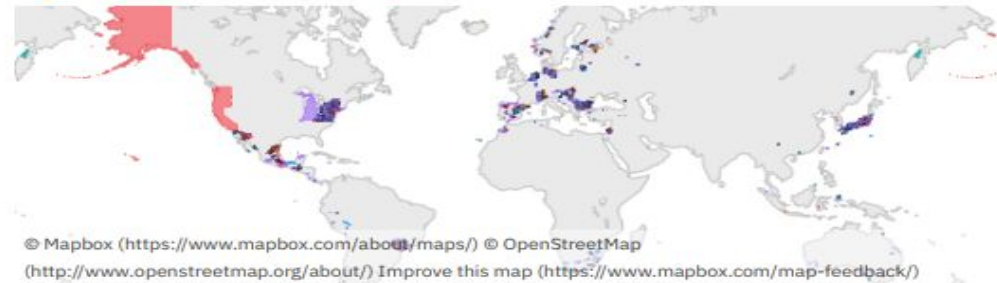 © Mapbox (https://www.mapbox.com/about/maps/) © OpenStreetMap
(http://www.openstreetmap.org/about/) Improve this map (https://www.mapbox.com/map-feedback/)